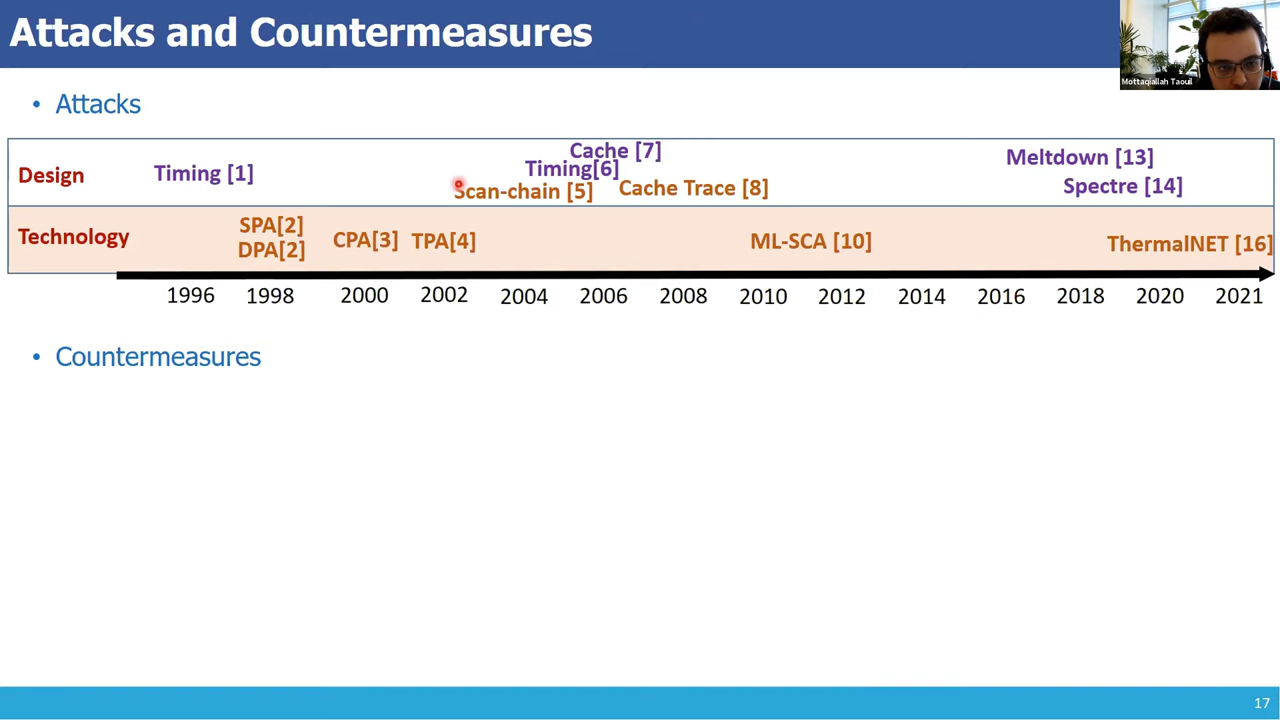 Attacks and Countermeasures
Mottaqiallah Taouil
• Attacks
Design
Timing [1]
Cache [7]
Timing[6]
Scan-chain [5]
Cache Trace [8]
Meltdown [13]
Spectre [14]
Technology
SPA[2]
DPA[2]
CPA[3]
TPA[4]
ML-SCA [10]
ThermalNET [16]
1996 1998 2000 2002 2004 2006 2008 2010 2012 2014 2016 2018 2020 2021
• Countermeasures
17